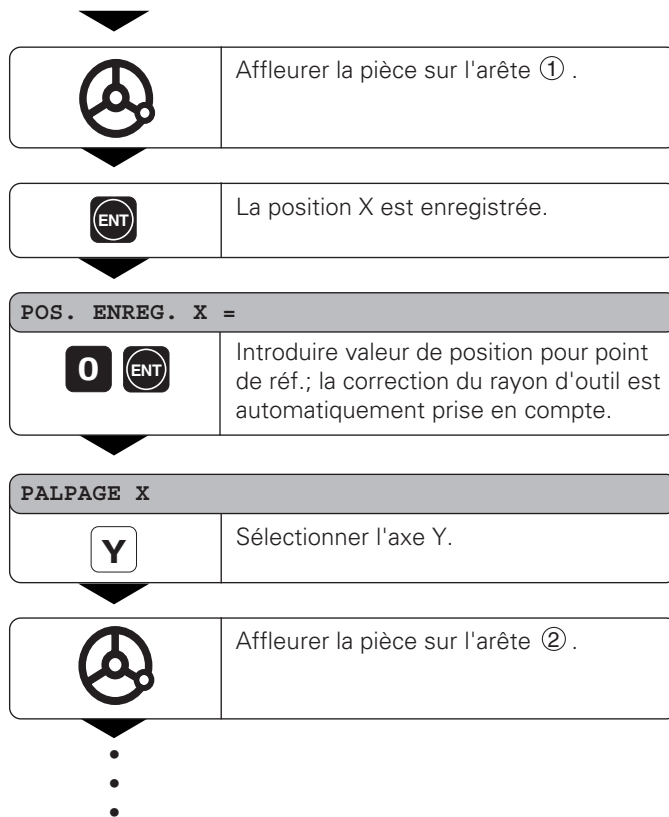 Affleurer la pièce sur l'arête ① .
ENT
La position X est enregistrée.
POS. ENREG. X =
0 ENT
Introduire valeur de position pour point
de réf.; la correction du rayon d'outil est
automatiquement prise en compte.
PALPAGE X
Y
Sélectionner l'axe Y.
Affleurer la pièce sur l'arête ② .